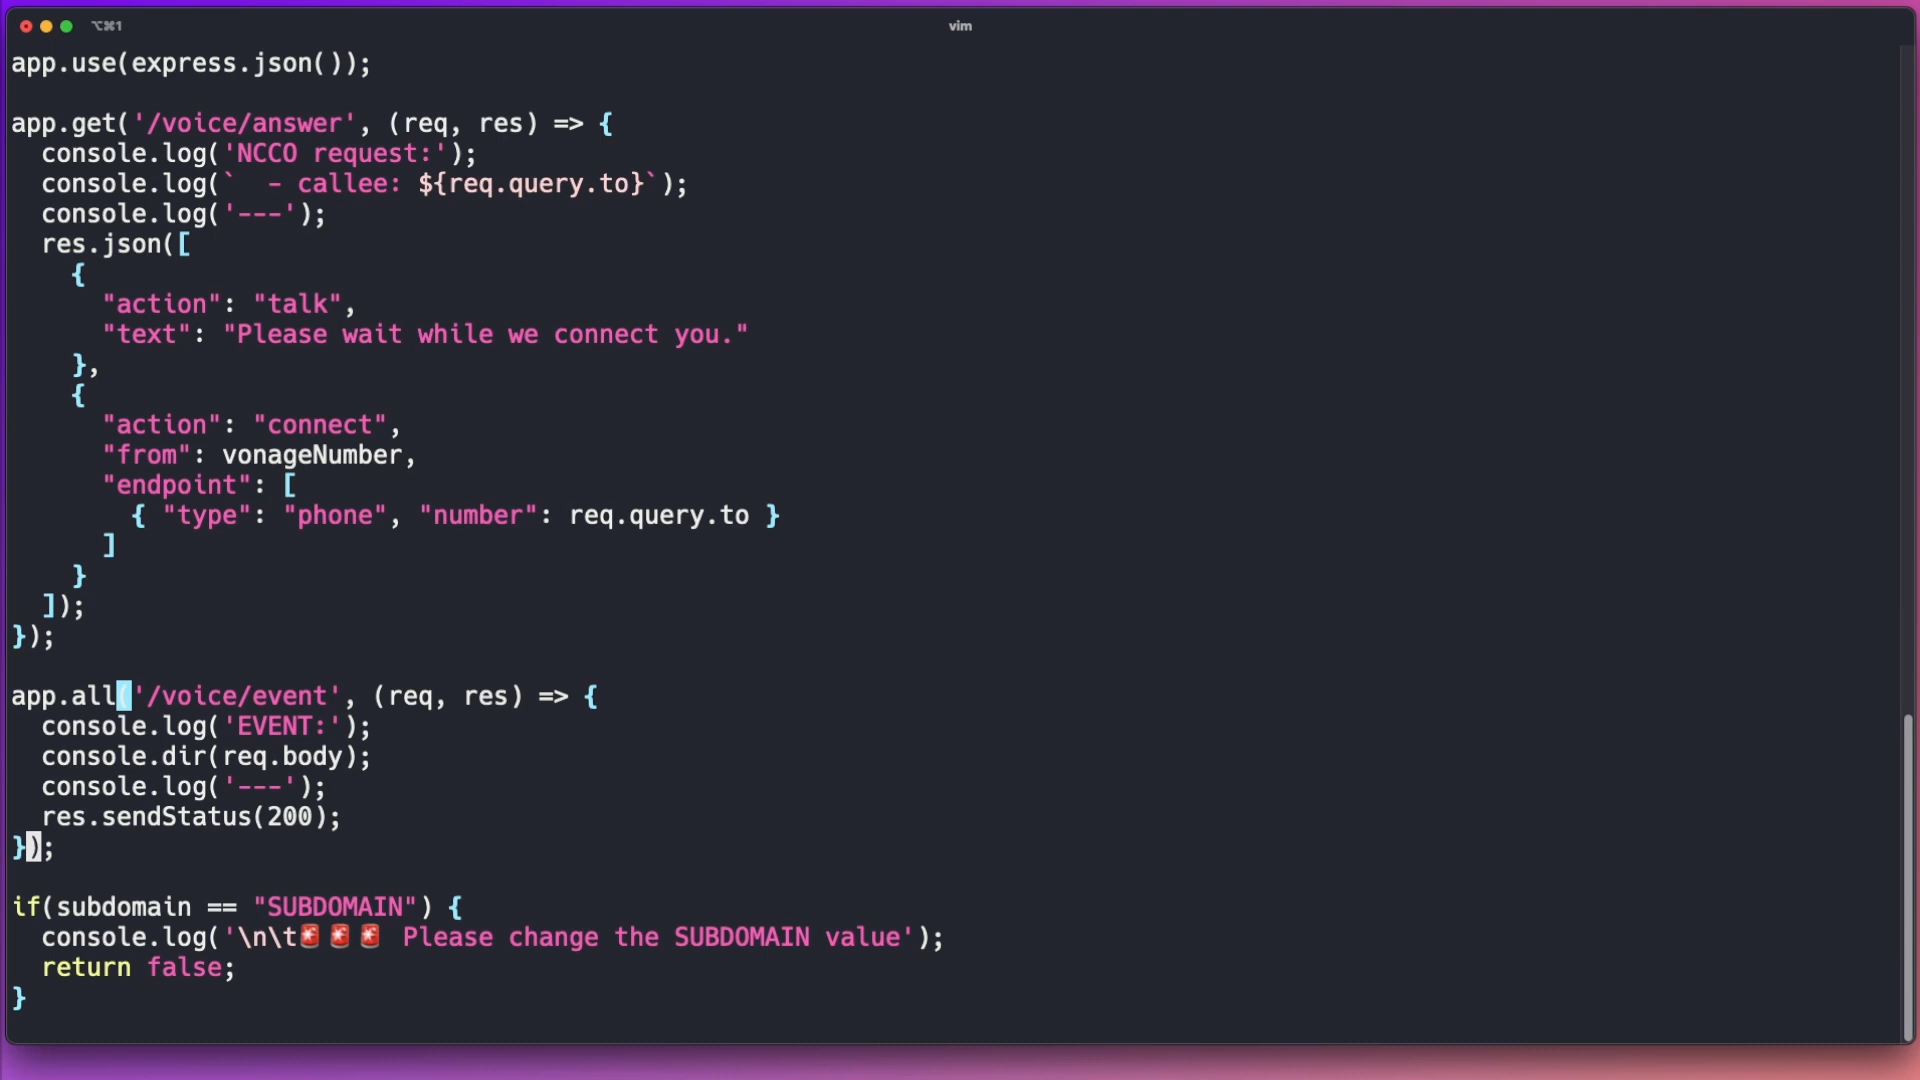 ⌥⌘1
vim
app.use(express.json());
app.get('/voice/answer', (req, res) => {
  console.log('NCCO request:');
  console.log(`  - callee: ${req.query.to}`);
  console.log('---');
  res.json([
    {
      "action": "talk",
      "text": "Please wait while we connect you."
    },
    {
      "action": "connect",
      "from": vonageNumber,
      "endpoint": [
        { "type": "phone", "number": req.query.to }
      ]
    }
  ]);
});
app.all('/voice/event', (req, res) => {
  console.log('EVENT:');
  console.dir(req.body);
  console.log('---');
  res.sendStatus(200);
});
if(subdomain == "SUBDOMAIN") {
  console.log('\n\t🚨🚨🚨 Please change the SUBDOMAIN value');
  return false;
}